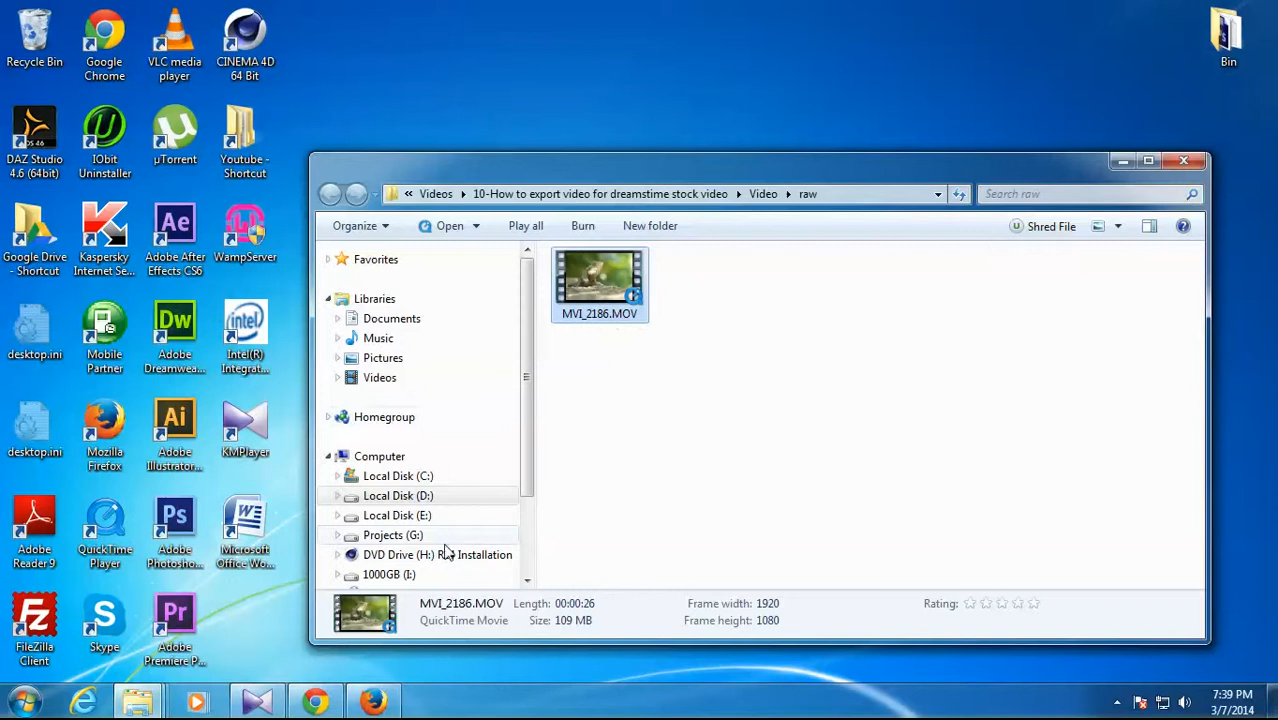 Recycle Bin
Google Chrome
VLC media player
CINEMA 4D 64 Bit
Bin
DAZ Studio 4.6 (64bit)
IObit Uninstaller
µTorrent
Youtube - Shortcut
Google Drive - Shortcut
Kaspersky Internet Se...
Adobe After Effects CS6
WampServer
desktop.ini
Mobile Partner
Adobe Dreamwea...
Intel(R) Integrat...
desktop.ini
Mozilla Firefox
Adobe Illustrator...
KMPlayer
Adobe Reader 9
QuickTime Player
Adobe Photosho...
Microsoft Office Wo...
FileZilla Client
Skype
Adobe Premiere P...
« Videos 10-How to export video for dreamstime stock video Video raw
Search raw
Organize Open Play all Burn New folder Shred File
Favorites
Libraries
Documents
Music
Pictures
Videos
Homegroup
Computer
Local Disk (C:)
Local Disk (D:)
Local Disk (E:)
Projects (G:)
DVD Drive (H:) Installation
1000GB (I:)
MVI_2186.MOV
MVI_2186.MOV Length: 00:00:26 Frame width: 1920 Rating:
QuickTime Movie Size: 109 MB Frame height: 1080
7:39 PM
3/7/2014